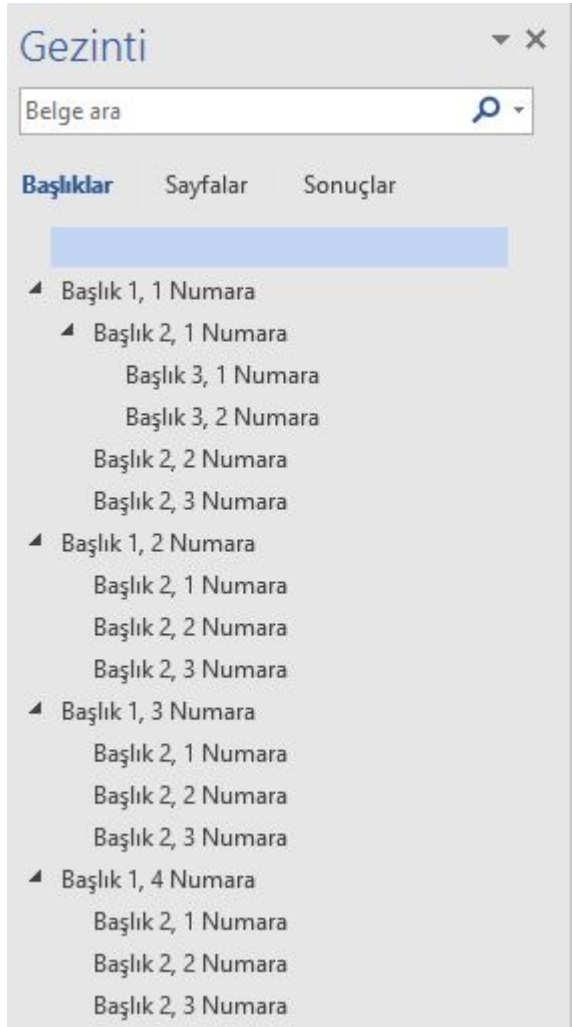 Gezinti
Belge ara
Başlıklar Sayfalar Sonuçlar
Başlık 1, 1 Numara
Başlık 2, 1 Numara
Başlık 3, 1 Numara
Başlık 3, 2 Numara
Başlık 2, 2 Numara
Başlık 2, 3 Numara
Başlık 1, 2 Numara
Başlık 2, 1 Numara
Başlık 2, 2 Numara
Başlık 2, 3 Numara
Başlık 1, 3 Numara
Başlık 2, 1 Numara
Başlık 2, 2 Numara
Başlık 2, 3 Numara
Başlık 1, 4 Numara
Başlık 2, 1 Numara
Başlık 2, 2 Numara
Başlık 2, 3 Numara